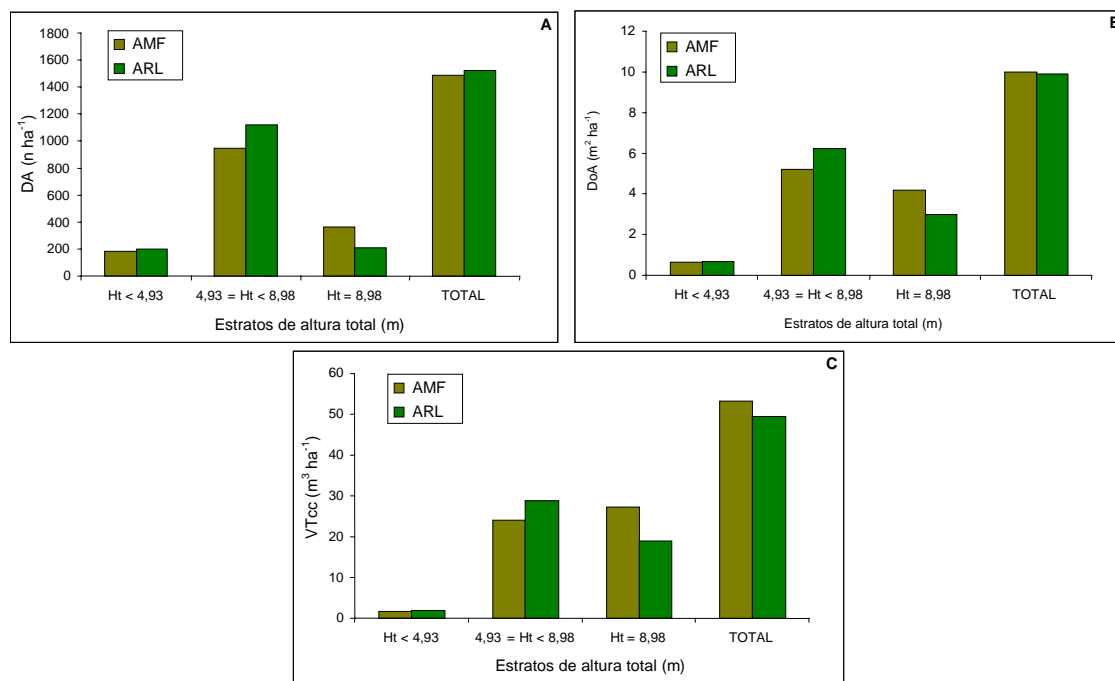 A
AMF
ARL
1800
1600
1400
1200
1000
800
600
400
200
0
DA (n ha⁻¹)
Ht < 4,93
4,93 = Ht < 8,98
Ht = 8,98
TOTAL
Estratos de altura total (m)
AMF
ARL
12
10
8
6
4
2
0
DoA (m² ha⁻¹)
Ht < 4,93
4,93 = Ht < 8,98
Ht = 8,98
TOTAL
Estratos de altura total (m)
C
AMF
ARL
60
50
40
30
20
10
0
VTcc (m³ ha⁻¹)
Ht < 4,93
4,93 = Ht < 8,98
Ht = 8,98
TOTAL
Estratos de altura total (m)